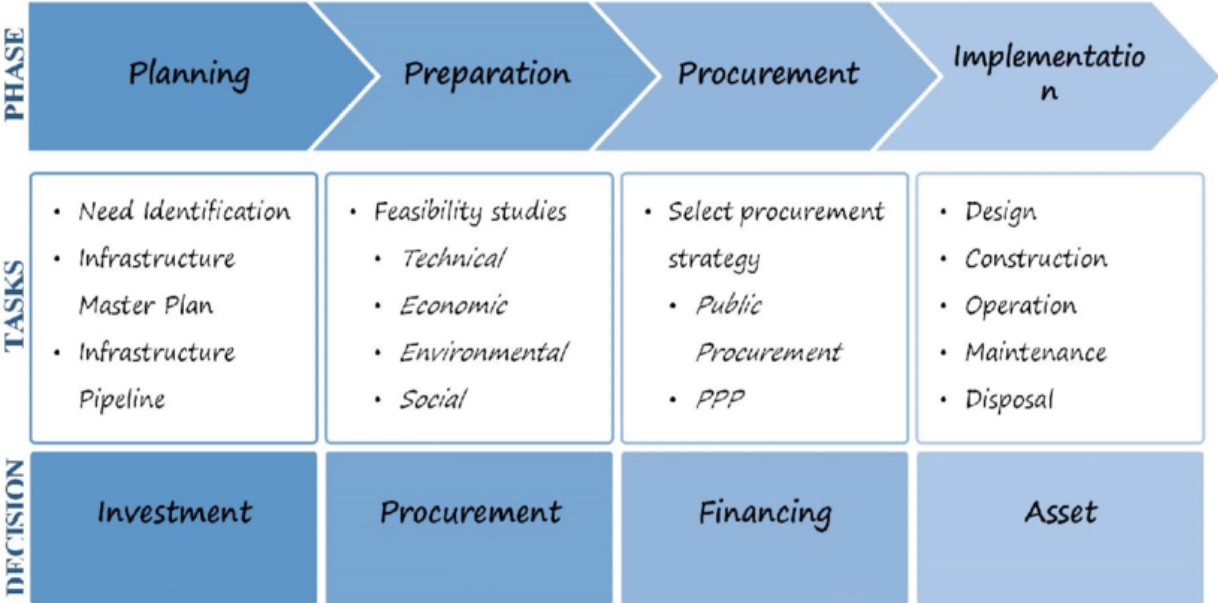 PHASE
Planning
Preparation
Procurement
Implementatio
n
TASKS
• Need Identification
• Infrastructure
Master Plan
• Infrastructure
Pipeline
• Feasibility studies
• Technical
• Economic
• Environmental
• Social
• Select procurement
strategy
• Public
Procurement
• PPP
• Design
• Construction
• Operation
• Maintenance
• Disposal
DECISION
Investment
Procurement
Financing
Asset